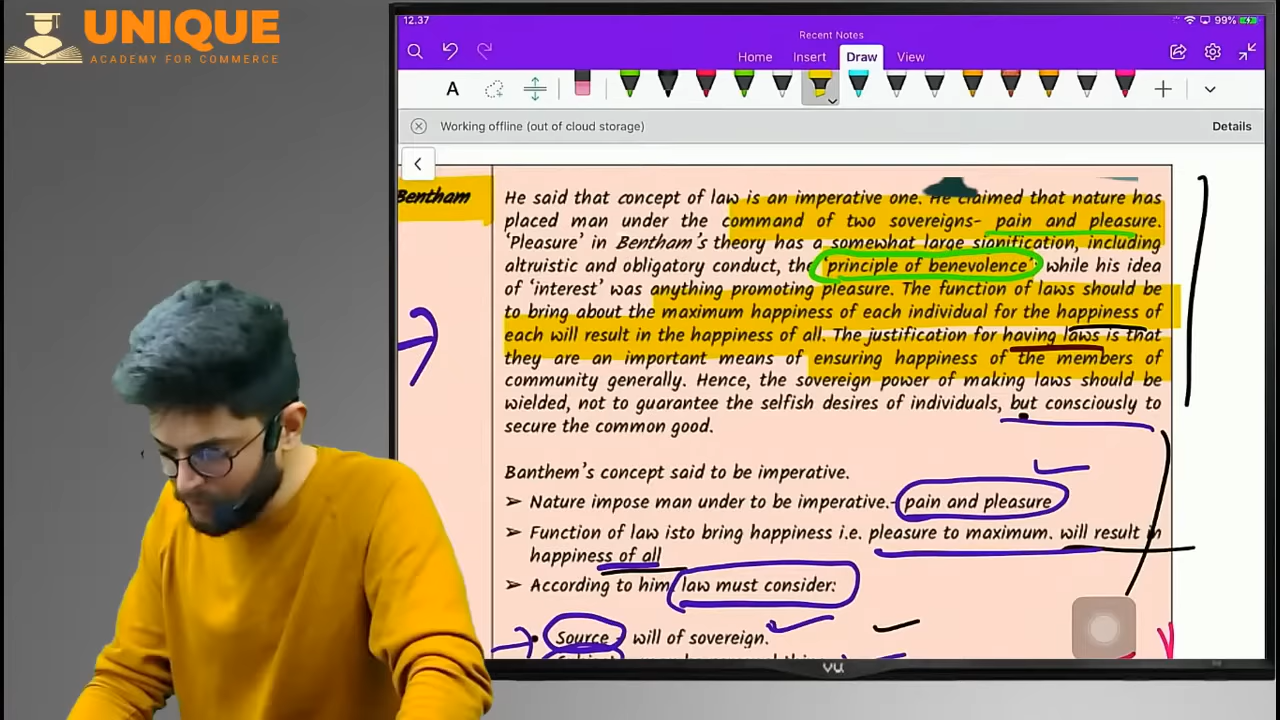 UNIQUE
ACADEMY FOR COMMERCE
12.37
99%
Recent Notes
Home Insert Draw View
A
Working offline (out of cloud storage)
Details
Bentham
He said that concept of law is an imperative one. He claimed that nature has
placed man under the command of two sovereigns- pain and pleasure.
'Pleasure' in Bentham's theory has a somewhat large signification, including
altruistic and obligatory conduct, the 'principle of benevolence' while his idea
of 'interest' was anything promoting pleasure. The function of laws should be
to bring about the maximum happiness of each individual for the happiness of
each will result in the happiness of all. The justification for having laws is that
they are an important means of ensuring happiness of the members of
community generally. Hence, the sovereign power of making laws should be
wielded, not to guarantee the selfish desires of individuals, but consciously to
secure the common good.
Banthem's concept said to be imperative.
➢ Nature impose man under to be imperative.- pain and pleasure
➢ Function of law isto bring happiness i.e. pleasure to maximum. will result in
happiness of all
➢ According to him law must consider:
• Source, will of sovereign.
vu